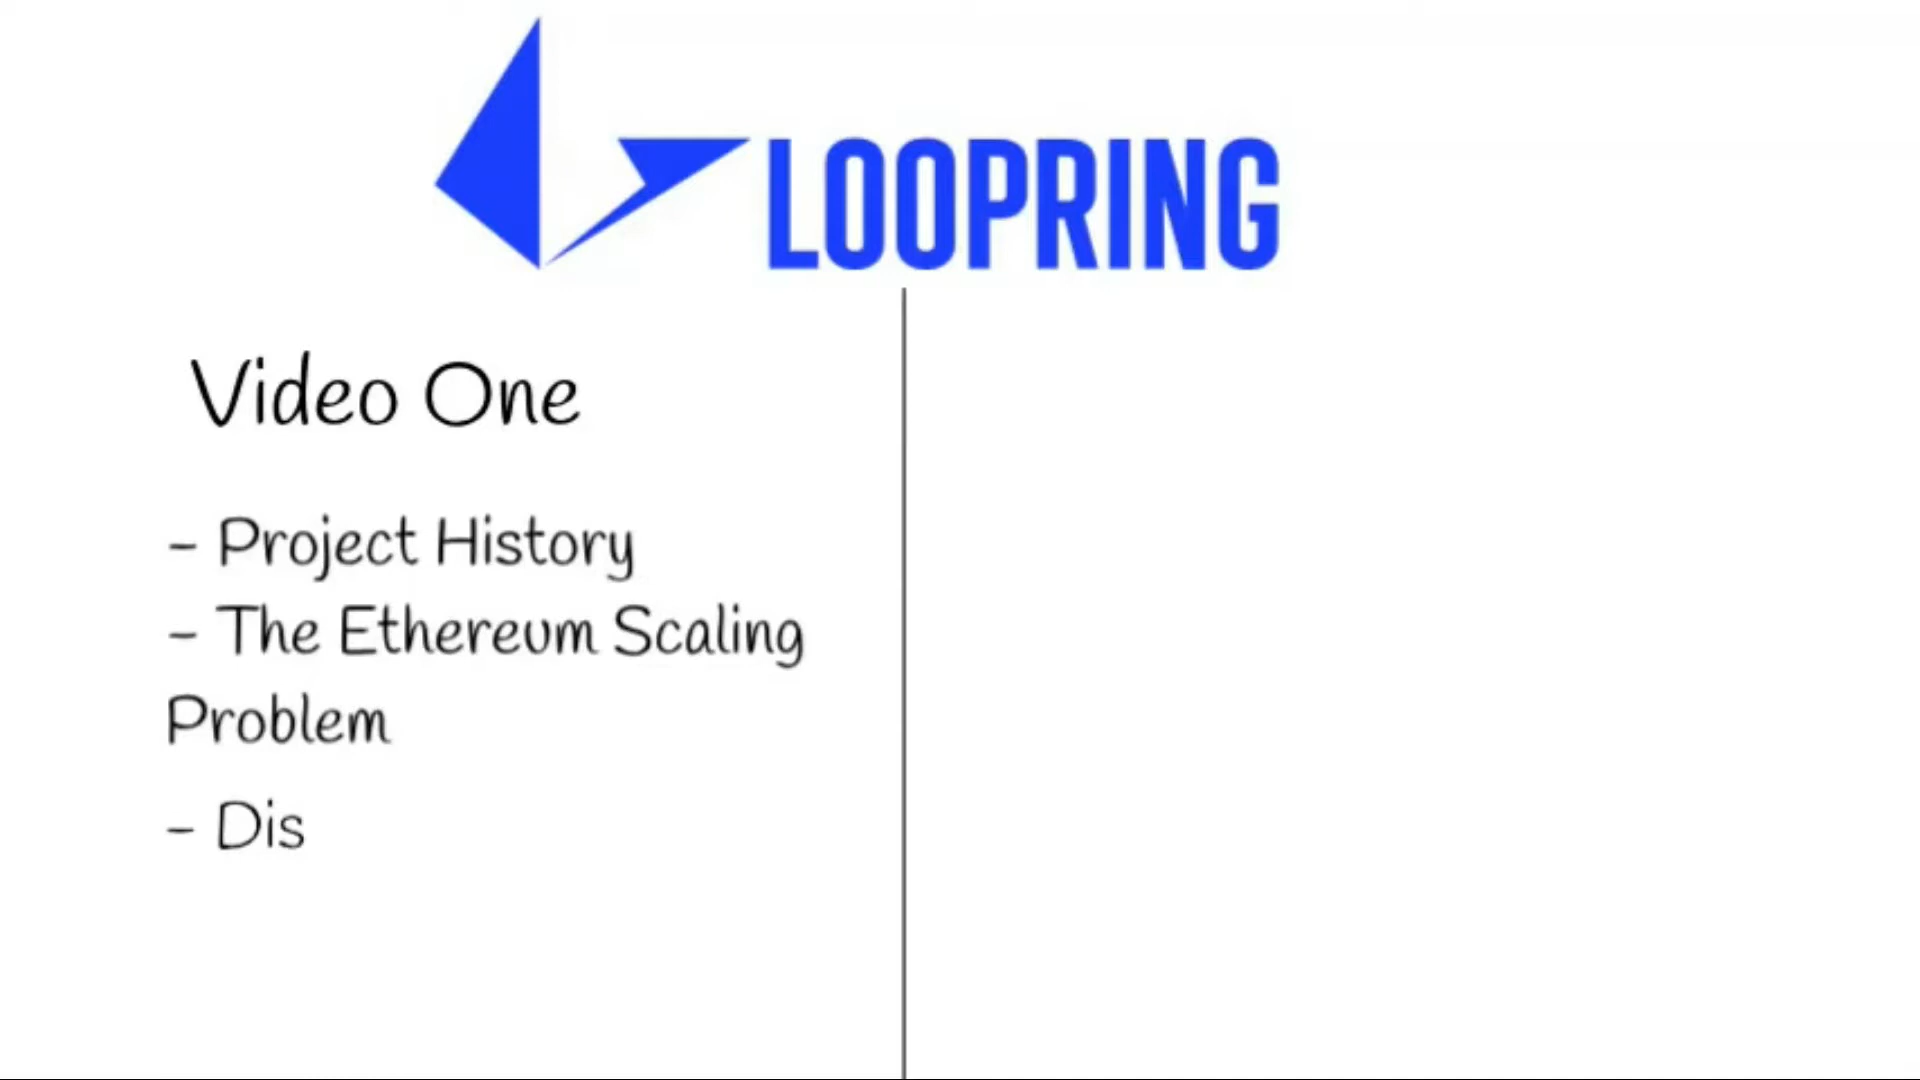 LOOPRING
Video One
- Project History
- The Ethereum Scaling
Problem
- Dis